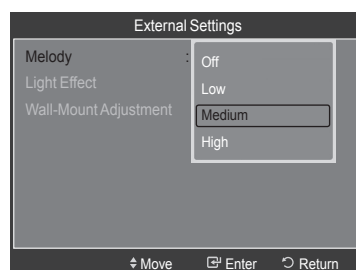 External Settings
Melody : Off
Light Effect Low
Wall-Mount Adjustment Medium
High
Move Enter Return